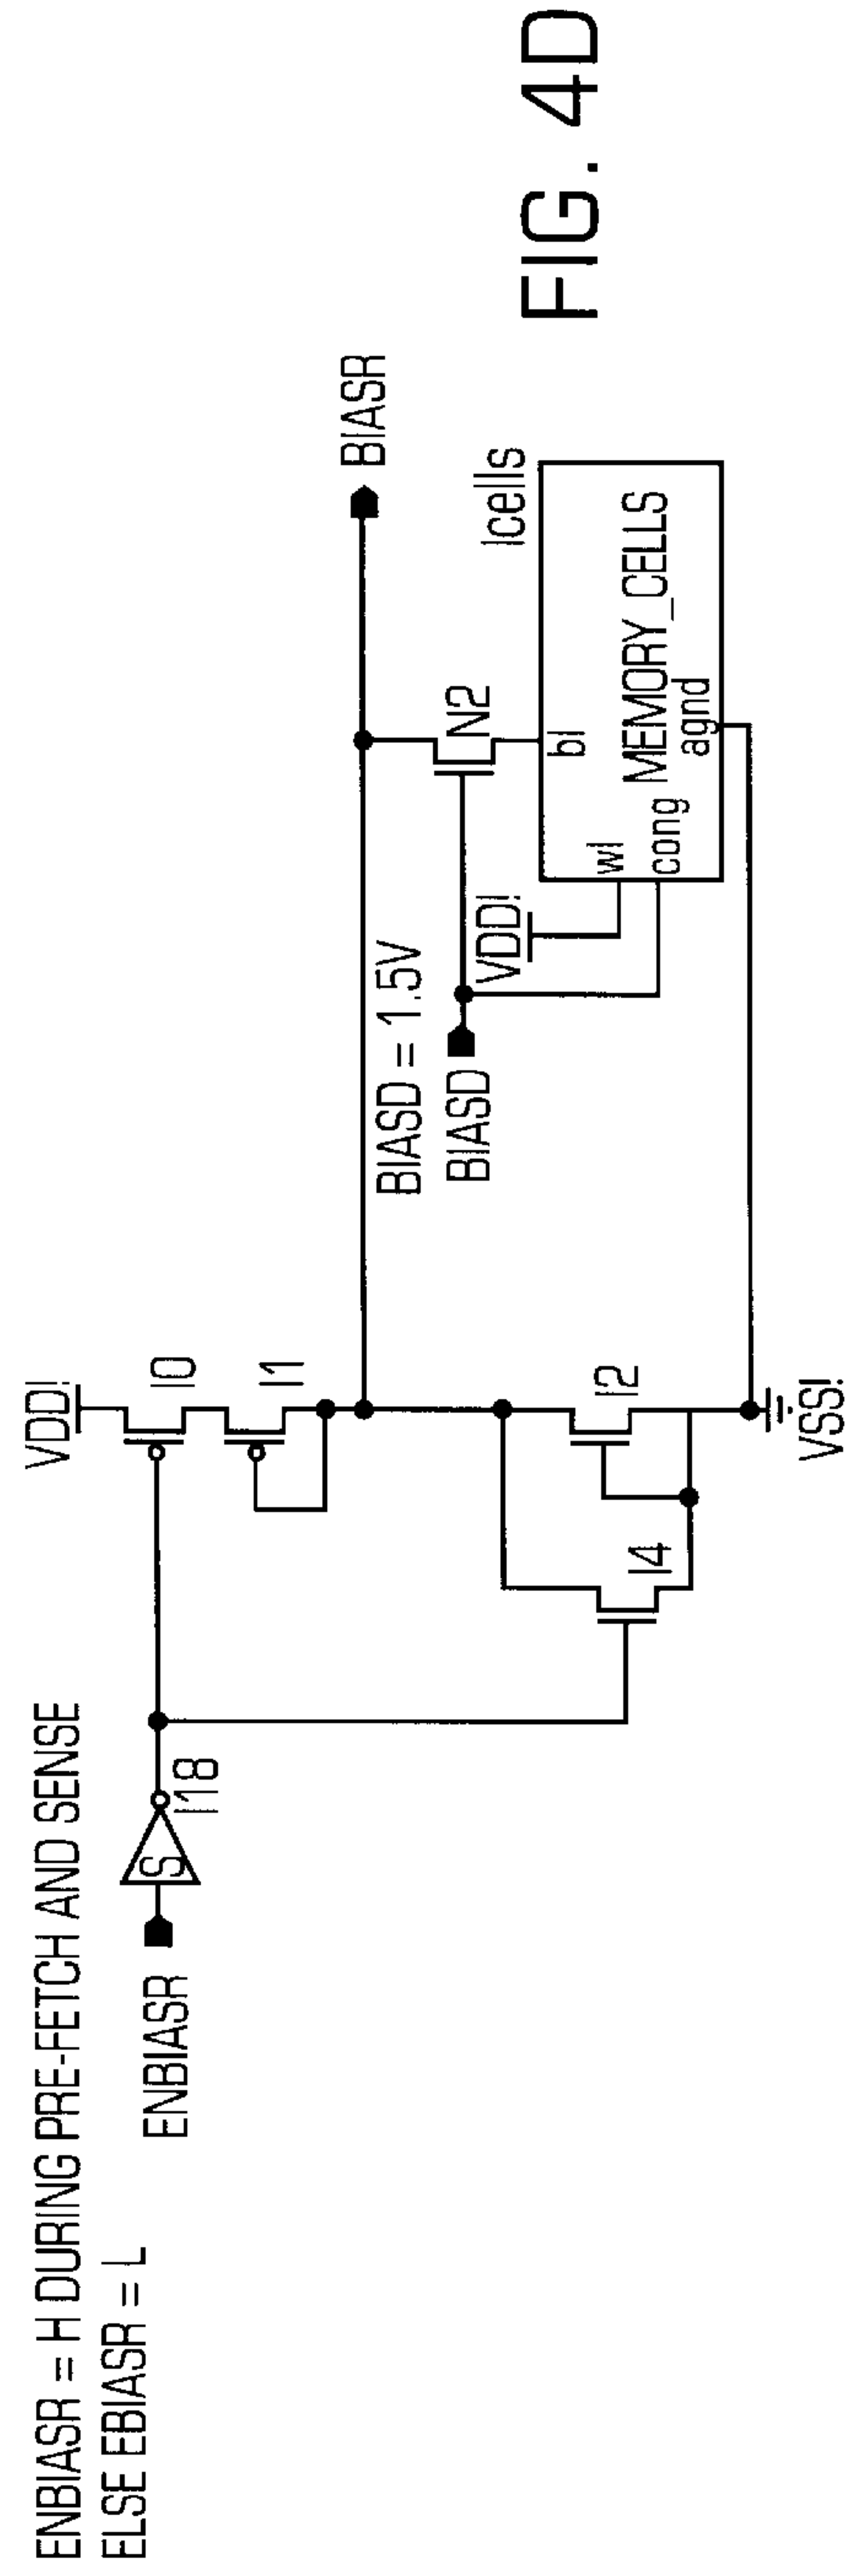 ENBIASR = H DURING PRE-FETCH AND SENSE
ELSE EBIASR = L
ENBIASR
S
I18
VDD!
I0
I1
I4
I2
VSS!
BIASD = 1.5V
BIASD
VDD!
BIASR
N2
Icells
bl
wl
cong
MEMORY_CELLS
agnd
FIG. 4D